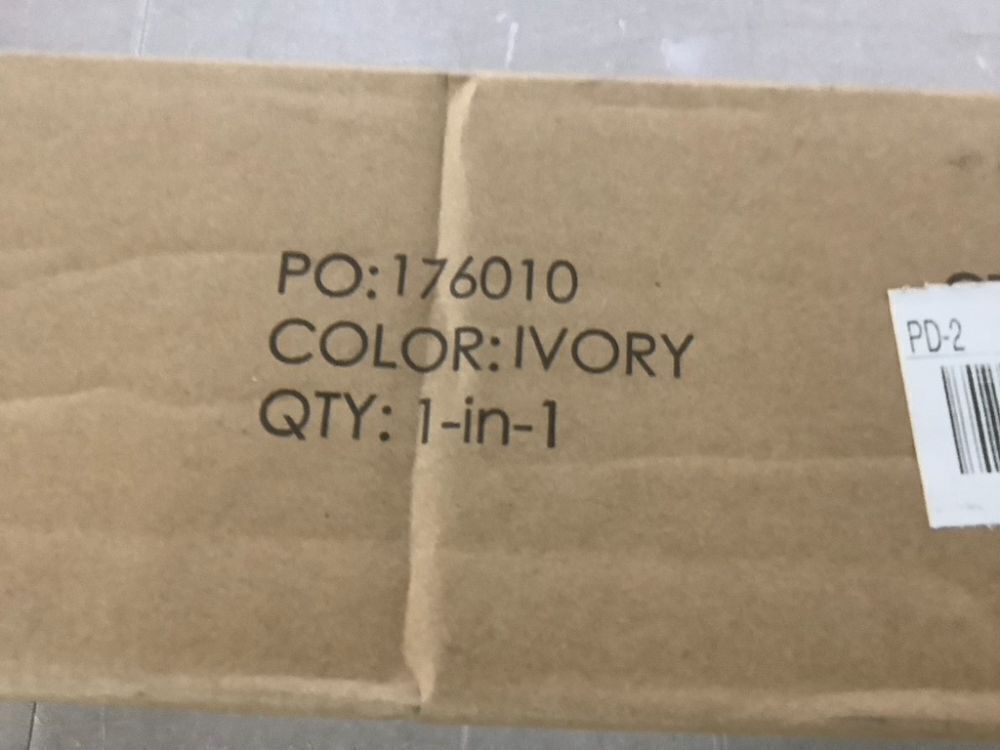 PO:176010
COLOR:IVORY
QTY: 1-in-1
PD-2